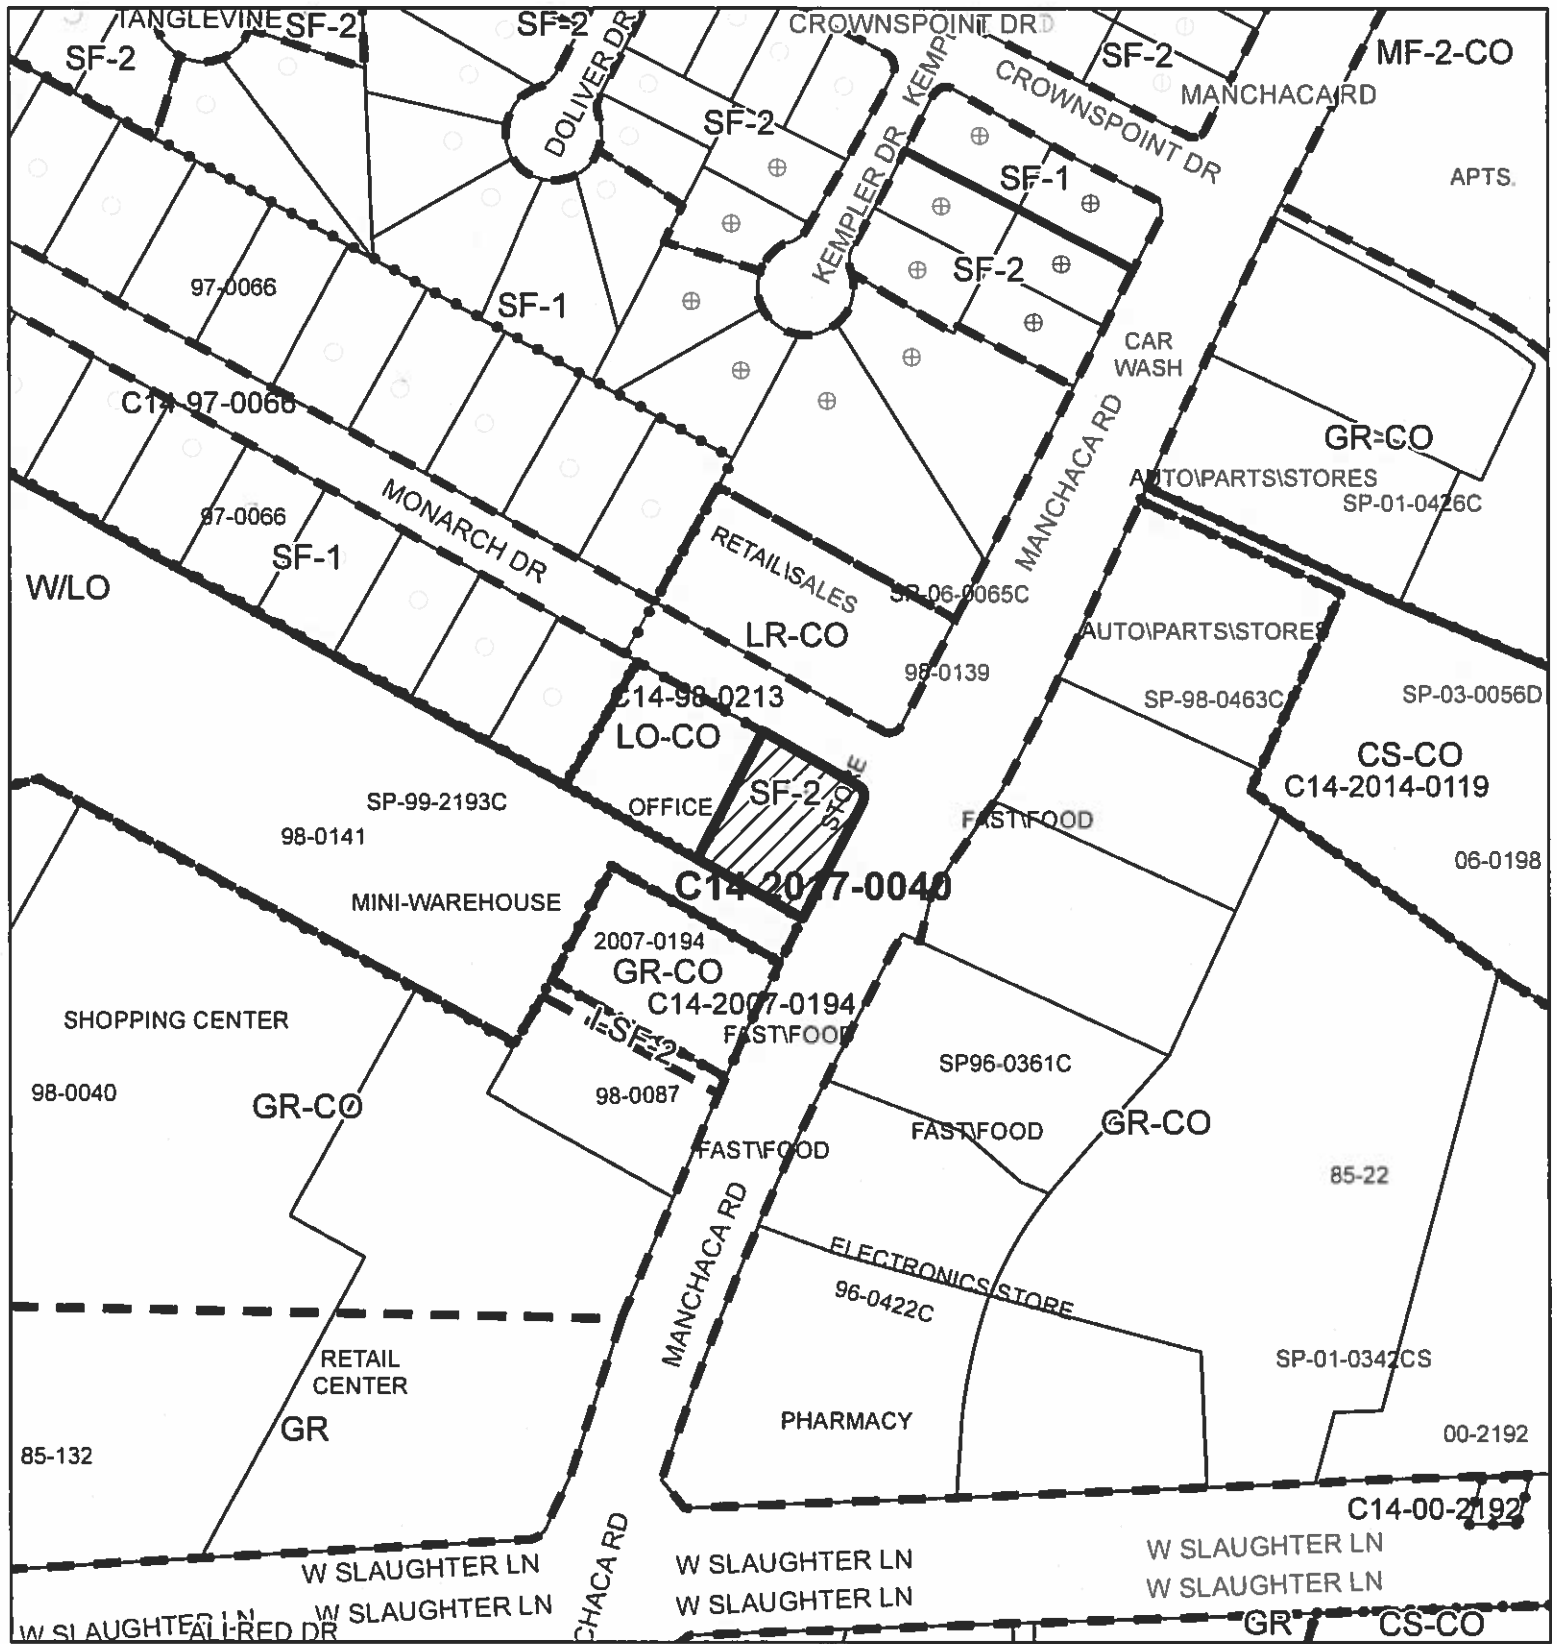 TANGLEVINE
SF-2
SF-2
SF-2
DOLIVER DR
CROWNSPOINT DR
SF-2
MF-2-CO
SF-2
KEMPLER DR
CROWNSPOINT DR
MANCHACA RD
SF-2
SF-1
APTS.
97-0066
SF-1
SF-2
CAR
WASH
C14-97-0066
MANCHACA RD
GR-CO
AUTO\PARTS\STORES
SP-01-0426C
97-0066
SF-1
MONARCH DR
RETAIL\SALES
SP-06-0065C
W/LO
LR-CO
AUTO\PARTS\STORES
98-0139
C14-98-0213
SP-98-0463C
SP-03-0056D
LO-CO
CS-CO
C14-2014-0119
SF-2
STORE
OFFICE
SP-99-2193C
98-0141
FAST\FOOD
06-0198
C14-2017-0040
MINI-WAREHOUSE
2007-0194
GR-CO
C14-2007-0194
SHOPPING CENTER
I-SF-2
FAST\FOOD
SP96-0361C
98-0040
GR-CO
98-0087
FAST\FOOD
FAST\FOOD
GR-CO
85-22
MANCHACA RD
ELECTRONICS STORE
96-0422C
RETAIL
CENTER
SP-01-0342CS
GR
PHARMACY
85-132
00-2192
C14-00-2192
CHACA RD
W SLAUGHTER LN
W SLAUGHTER LN
W SLAUGHTER LN
W SLAUGHTER LN
W SLAUGHTER LN
W SLAUGHTER LN
W SLAUGHTER LN
ALLRED DR
GR
CS-CO